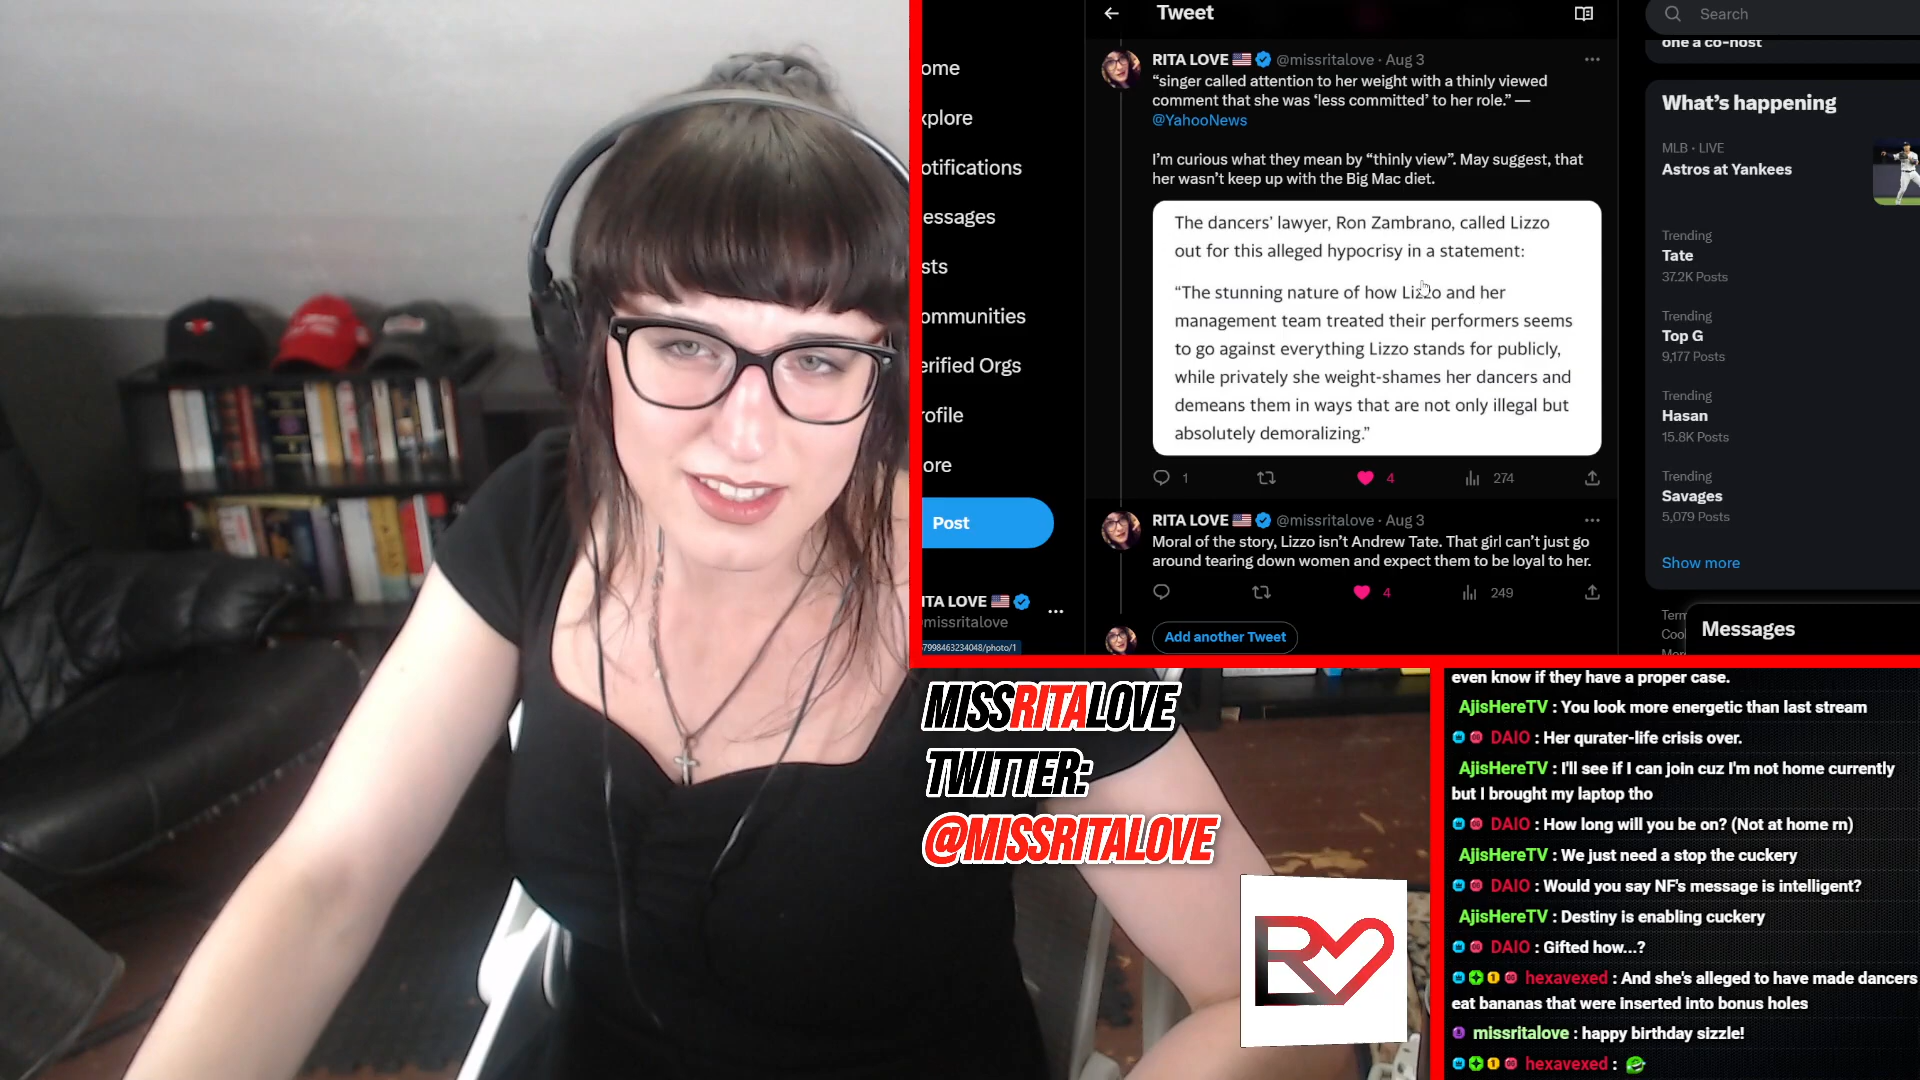 Tweet
Search
RITA LOVE @missritalove · Aug 3
“singer called attention to her weight with a thinly viewed
comment that she was ‘less committed’ to her role.” —
@YahooNews
I’m curious what they mean by “thinly view”. May suggest, that
her wasn’t keep up with the Big Mac diet.
The dancers’ lawyer, Ron Zambrano, called Lizzo
out for this alleged hypocrisy in a statement:
“The stunning nature of how Lizzo and her
management team treated their performers seems
to go against everything Lizzo stands for publicly,
while privately she weight-shames her dancers and
demeans them in ways that are not only illegal but
absolutely demoralizing.”
1
4
274
RITA LOVE @missritalove · Aug 3
Moral of the story, Lizzo isn’t Andrew Tate. That girl can’t just go
around tearing down women and expect them to be loyal to her.
4
249
Add another Tweet
ome
xplore
otifications
essages
sts
ommunities
erified Orgs
rofile
ore
Post
ITA LOVE
missritalove
7998463234048/photo/1
one a co-host
What’s happening
MLB · LIVE
Astros at Yankees
Trending
Tate
37.2K Posts
Trending
Top G
9,177 Posts
Trending
Hasan
15.8K Posts
Trending
Savages
5,079 Posts
Show more
Term
Coo
Messages
MISSRITALOVE
TWITTER:
@MISSRITALOVE
even know if they have a proper case.
AjisHereTV : You look more energetic than last stream
DAIO : Her qurater-life crisis over.
AjisHereTV : I'll see if I can join cuz I'm not home currently
but I brought my laptop tho
DAIO : How long will you be on? (Not at home rn)
AjisHereTV : We just need a stop the cuckery
DAIO : Would you say NF's message is intelligent?
AjisHereTV : Destiny is enabling cuckery
DAIO : Gifted how...?
hexavexed : And she's alleged to have made dancers
eat bananas that were inserted into bonus holes
missritalove : happy birthday sizzle!
hexavexed :